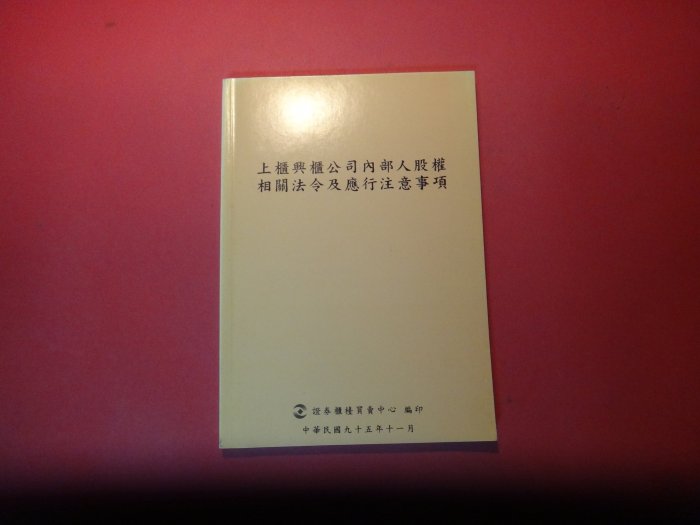 上櫃興櫃公司內部人股權
相關法令及應行注意事項
證券櫃檯買賣中心 編印
中華民國九十五年十一月